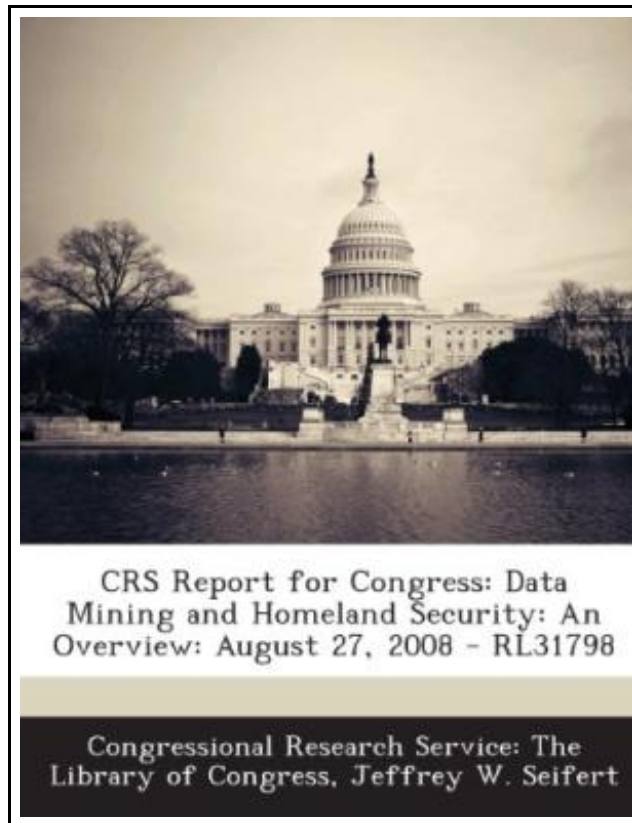 CRS Report for Congress: Data
Mining and Homeland Security: An
Overview: August 27, 2008 - RL31798
Congressional Research Service: The
Library of Congress, Jeffrey W. Seifert